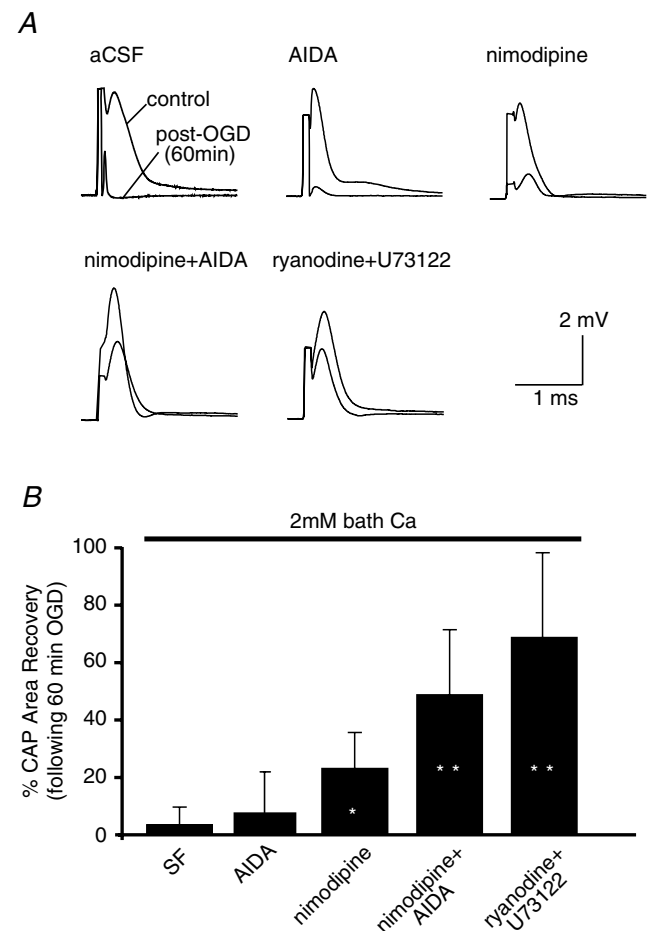 A
aCSF
AIDA
nimodipine
control
post-OGD
(60min)
nimodipine+AIDA
ryanodine+U73122
2 mV
1 ms
B
2mM bath Ca
% CAP Area Recovery
(following 60 min OGD)
100
80
60
40
20
0
*
* *
* *
SF
AIDA
nimodipine
nimodipine+
AIDA
ryanodine+
U73122